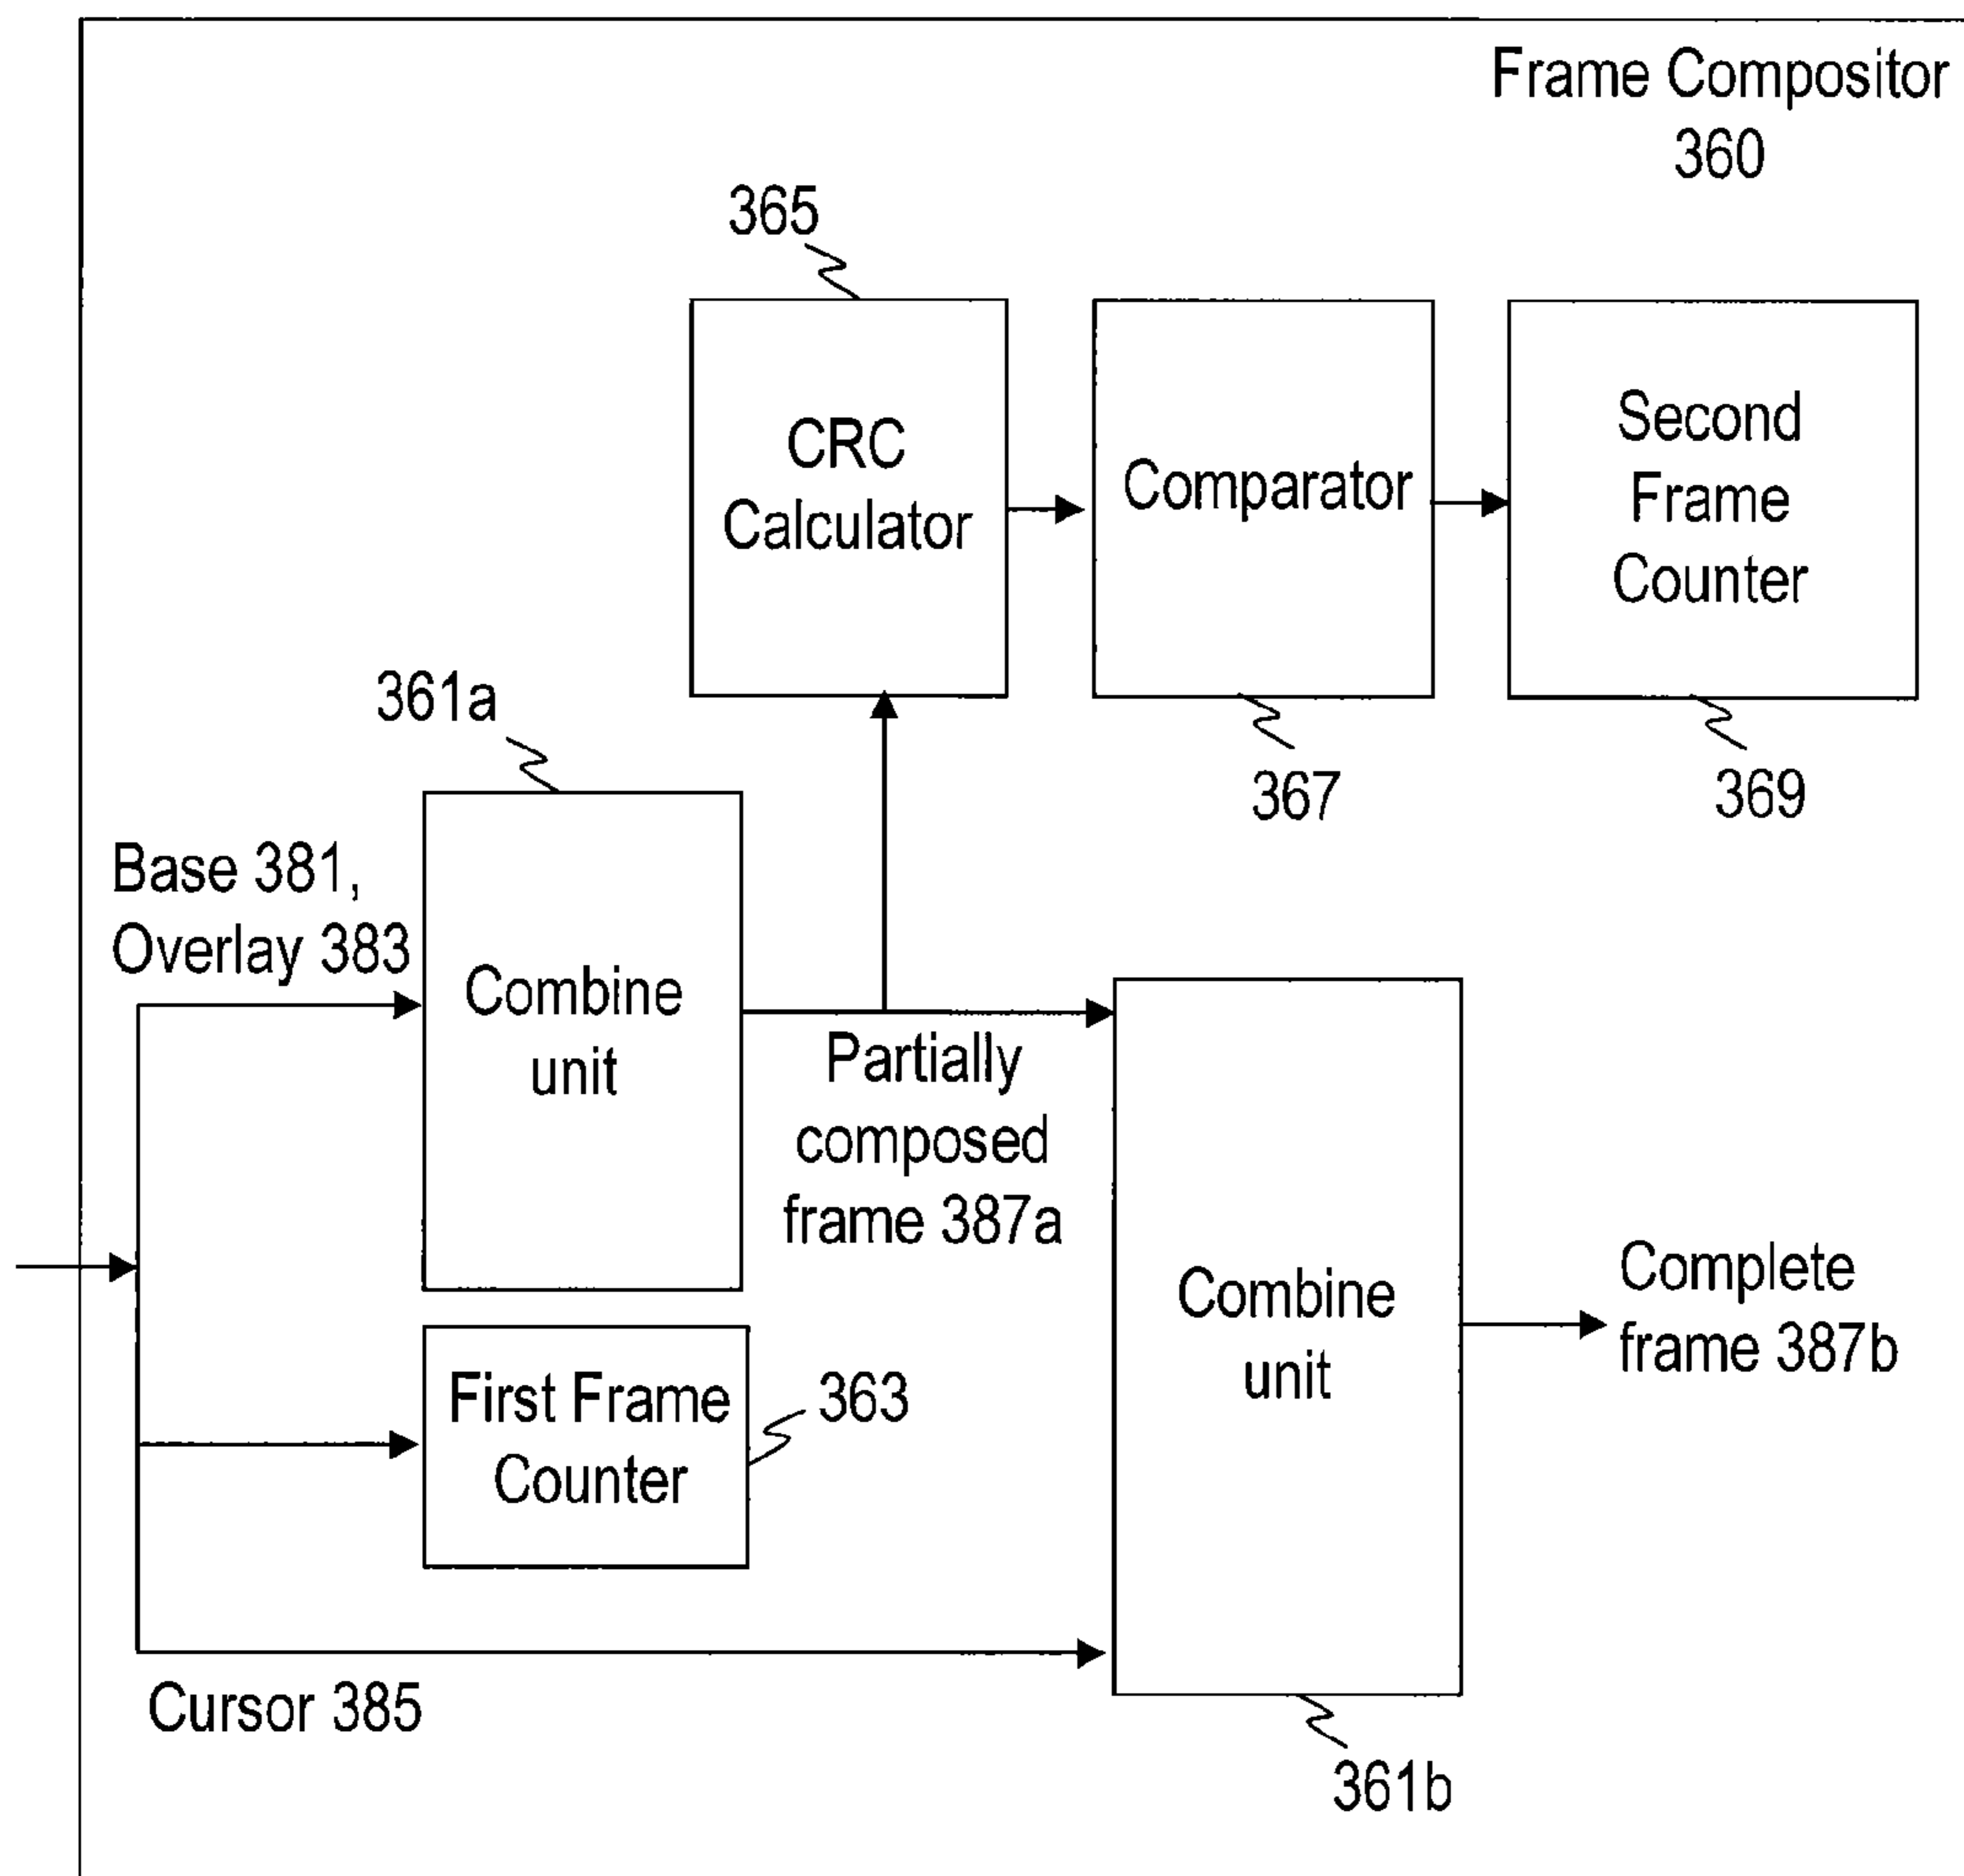 Frame Compositor
360
365
CRC
Calculator
Comparator
Second
Frame
Counter
361a
367
369
Base 381,
Overlay 383
Combine
unit
Partially
composed
frame 387a
Combine
unit
Complete
frame 387b
First Frame
Counter
363
Cursor 385
361b